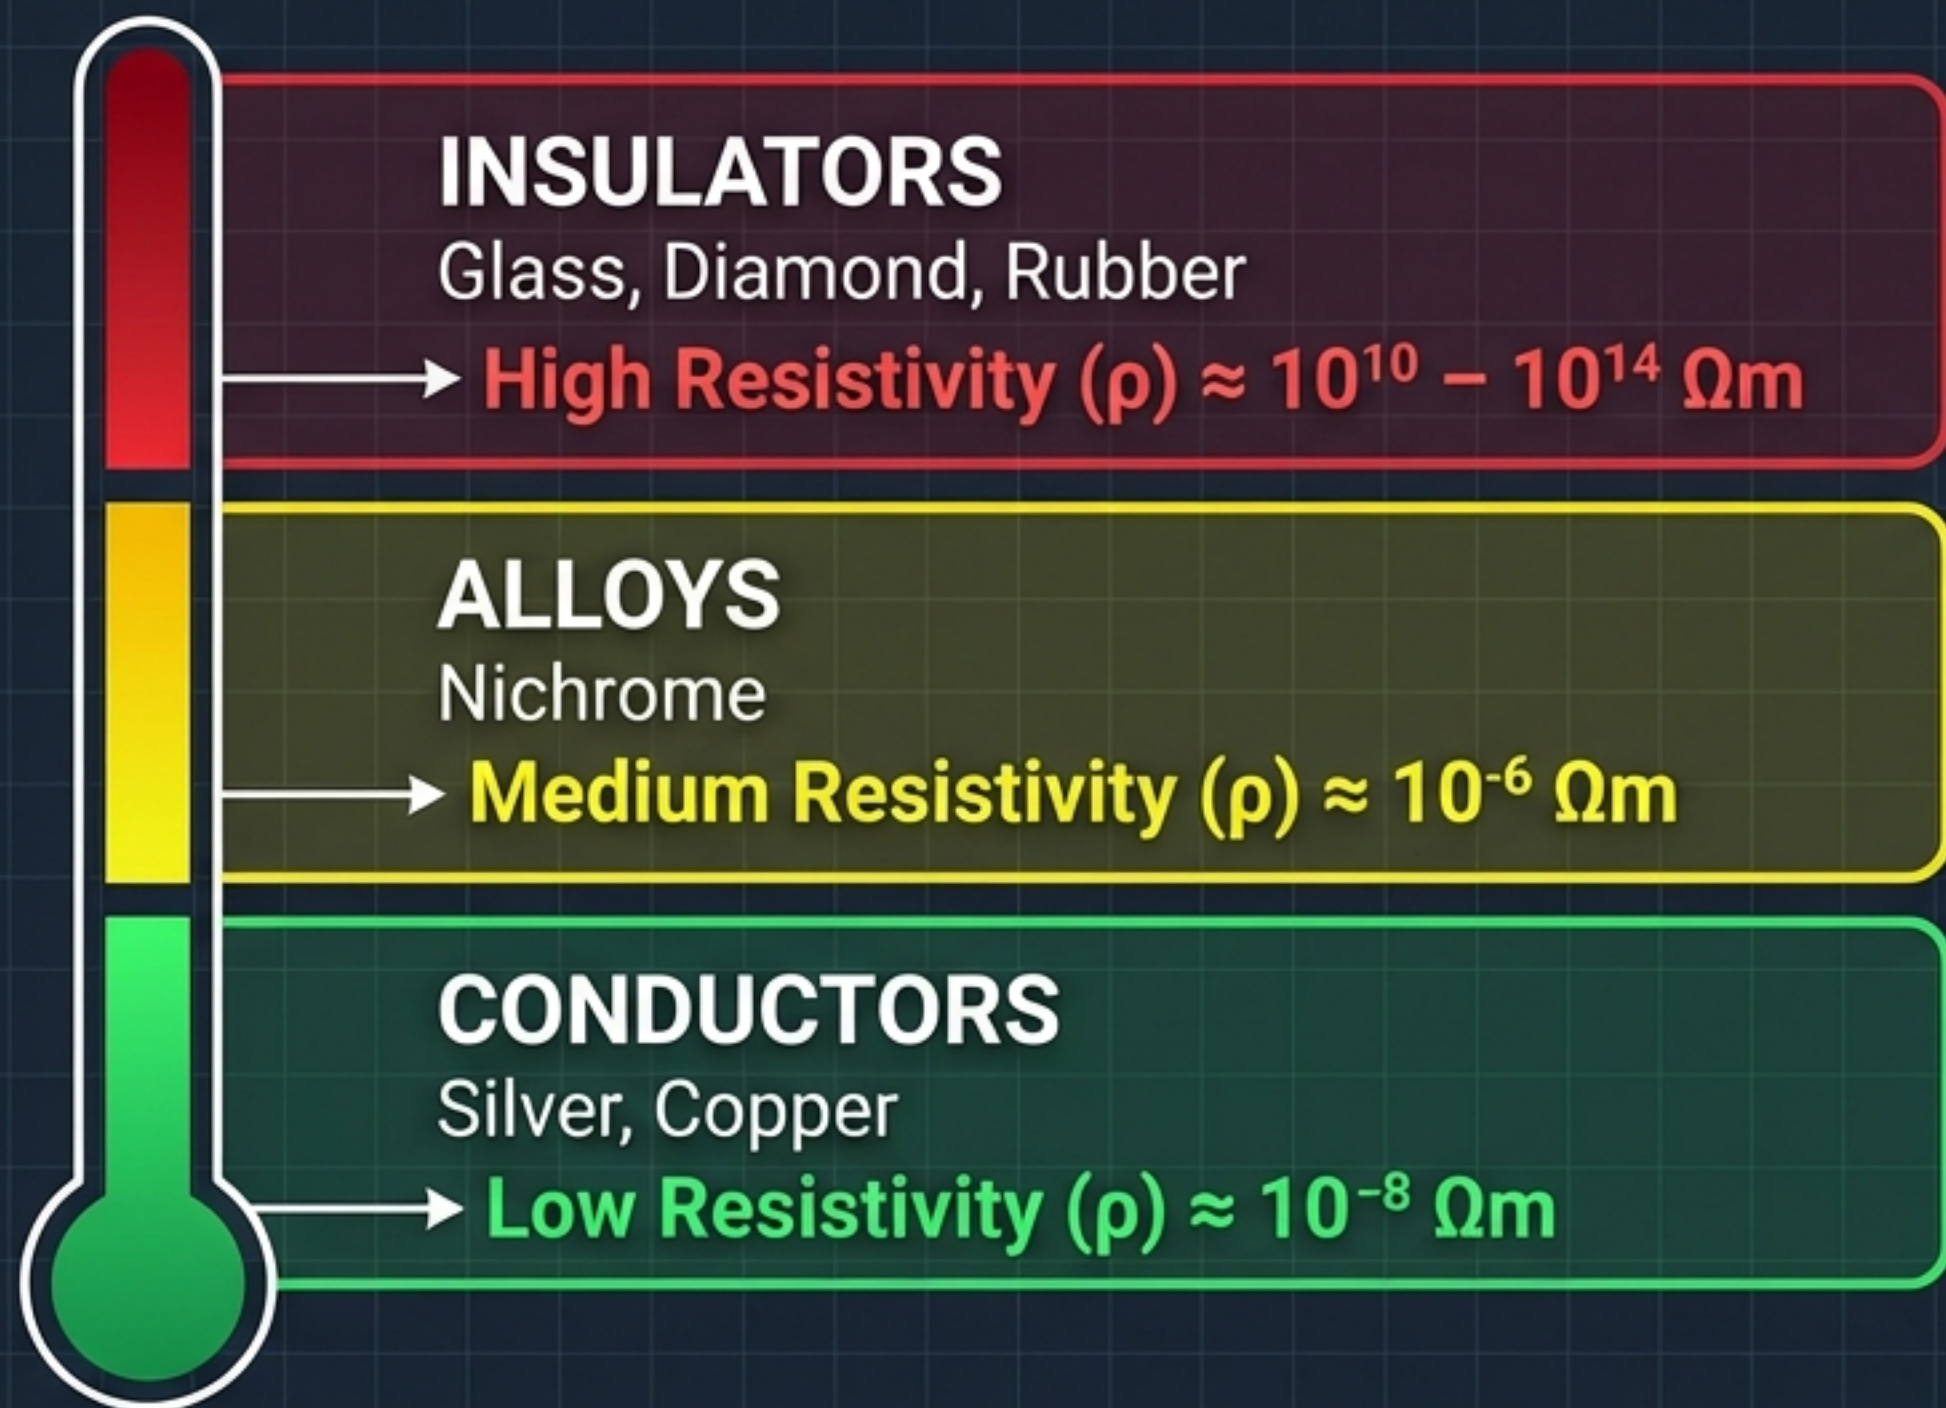 INSULATORS
Glass, Diamond, Rubber
High Resistivity (ρ) ≈ 10¹⁰ – 10¹⁴ Ωm
ALLOYS
Nichrome
Medium Resistivity (ρ) ≈ 10⁻⁶ Ωm
CONDUCTORS
Silver, Copper
Low Resistivity (ρ) ≈ 10⁻⁸ Ωm